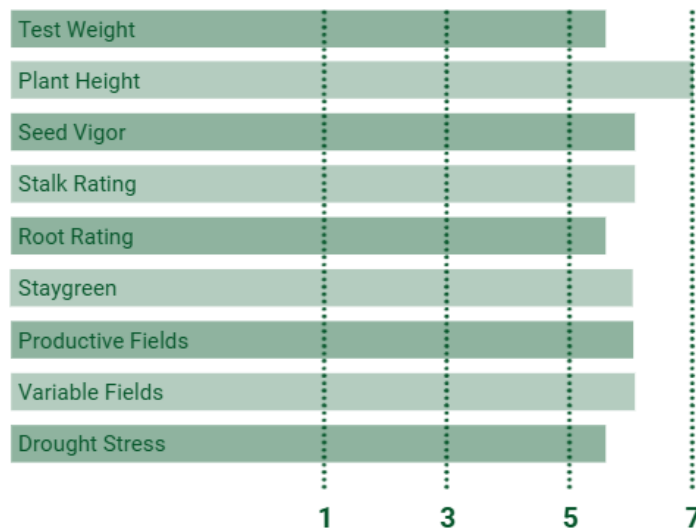 Test Weight
Plant Height
Seed Vigor
Stalk Rating
Root Rating
Staygreen
Productive Fields
Variable Fields
Drought Stress
1 3 5 7